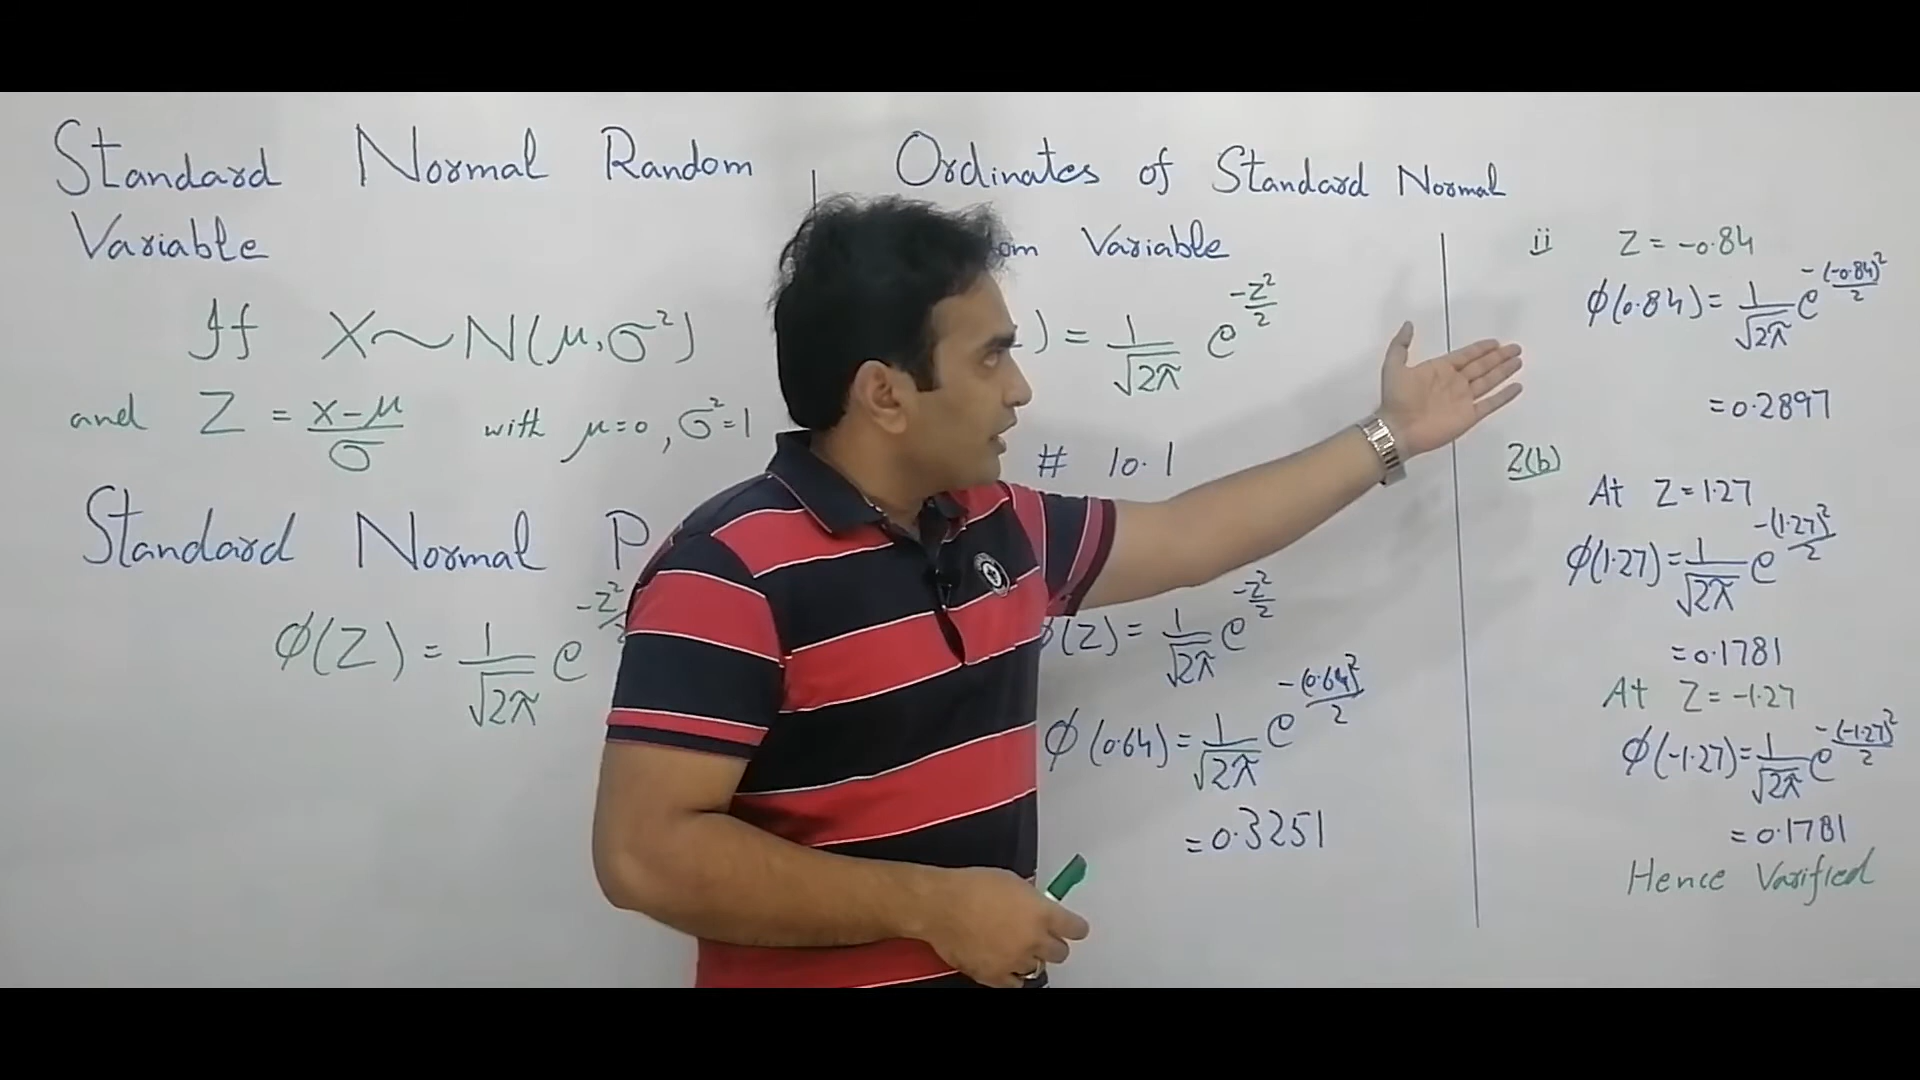 Standard Normal Random
Variable
If X~N(μ,σ²)
and Z = x-μ/σ with μ=0, σ²=1
Standard Normal P
ϕ(Z) = 1/√2π e^-z²/2
Ordinates of Standard Normal
om Variable
) = 1/√2π e^-z²/2
# 10.1
ϕ(Z) = 1/√2π e^-z²/2
ϕ(0.64) = 1/√2π e^-(0.64)²/2
= 0.3251
ii Z = -0.84
ϕ(0.84) = 1/√2π e^-(-0.84)²/2
= 0.2897
2(b)
At Z = 1.27
ϕ(1.27) = 1/√2π e^-(1.27)²/2
= 0.1781
At Z = -1.27
ϕ(-1.27) = 1/√2π e^-(-1.27)²/2
= 0.1781
Hence Varified